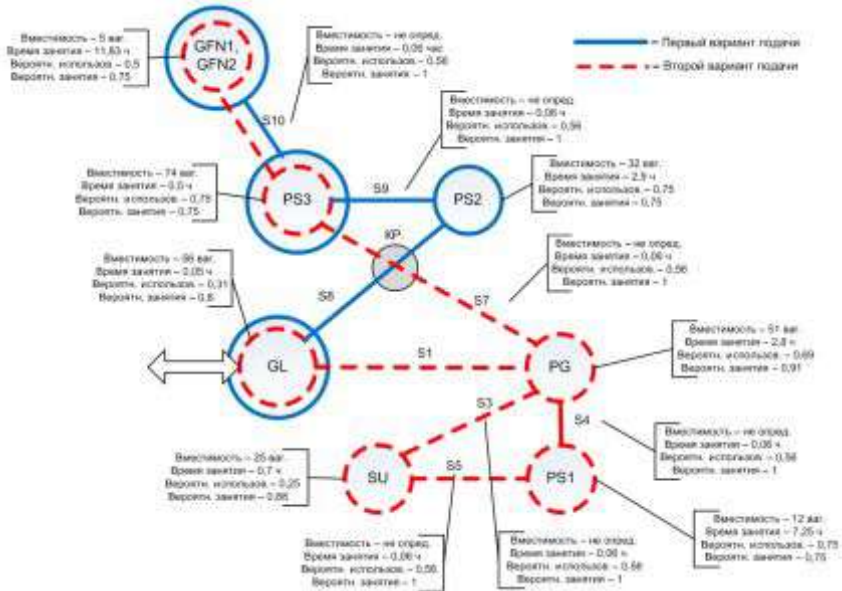 Вместимость – 5 ваг.
Время занятия – 11,83 ч
Вероятн. использов. – 0,5
Вероятн. занятия – 0,75
GFN1,
GFN2
Вместимость – не опред.
Время занятия – 0,06 час
Вероятн. использов. – 0,56
Вероятн. занятия – 1
= Первый вариант подачи
= Второй вариант подачи
S10
Вместимость – не опред.
Время занятия – 0,06 ч
Вероятн. использов. – 0,56
Вероятн. занятия – 1
Вместимость – 74 ваг.
Время занятия – 0,0 ч
Вероятн. использов. – 0,75
Вероятн. занятия – 0,75
PS3
S9
PS2
Вместимость – 32 ваг.
Время занятия – 2,9 ч
Вероятн. использов. – 0,75
Вероятн. занятия – 0,75
КР.
Вместимость – не опред.
Время занятия – 0,06 ч
Вероятн. использов. – 0,56
Вероятн. занятия – 1
Вместимость – 96 ваг.
Время занятия – 0,05 ч
Вероятн. использов. – 0,31
Вероятн. занятия – 0,8
S8
S7
GL
S1
PG
Вместимость – 51 ваг.
Время занятия – 2,8 ч
Вероятн. использов. – 0,69
Вероятн. занятия – 0,91
S3
S4
Вместимость – не опред.
Время занятия – 0,06 ч
Вероятн. использов. – 0,56
Вероятн. занятия – 1
Вместимость – 25 ваг.
Время занятия – 0,7 ч
Вероятн. использов. – 0,25
Вероятн. занятия – 0,86
SU
S5
PS1
Вместимость – 12 ваг.
Время занятия – 7,25 ч
Вероятн. использов. – 0,75
Вероятн. занятия – 0,75
Вместимость – не опред.
Время занятия – 0,06 ч
Вероятн. использов. – 0,56
Вероятн. занятия – 1
Вместимость – не опред.
Время занятия – 0,06 ч
Вероятн. использов. – 0,56
Вероятн. занятия – 1